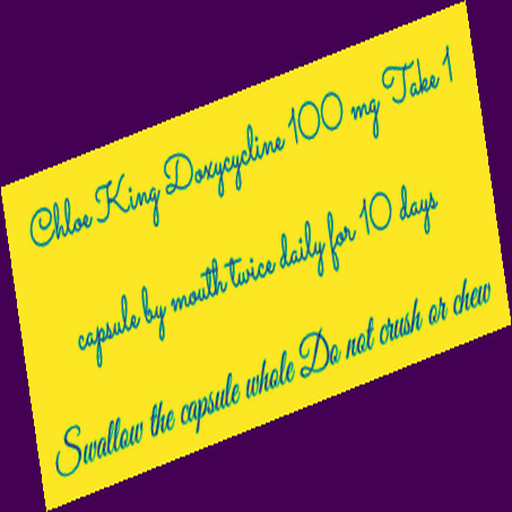 Chloe King Doxycycline 100 mg Take 1
capsule by mouth twice daily for 10 days
Swallow the capsule whole Do not crush or chew